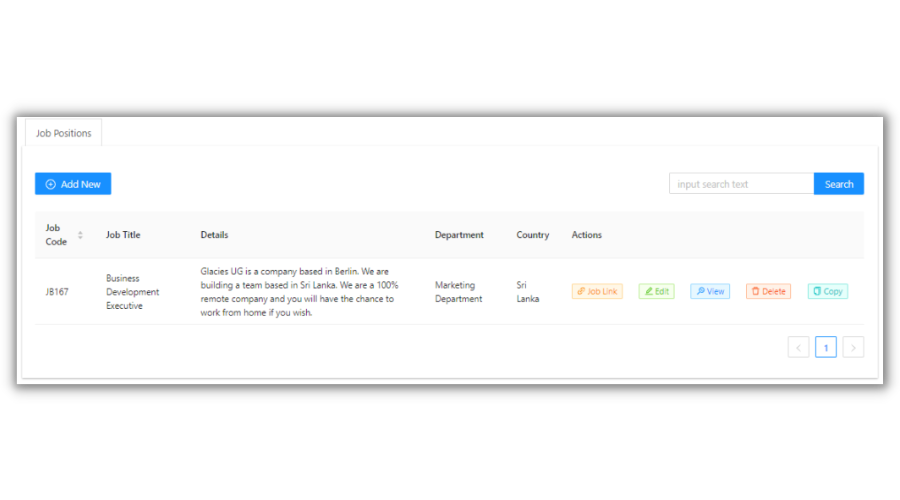 Job Positions
Add New
input search text
Search
Job Code
Job Title
Details
Department
Country
Actions
JB167
Business
Development
Executive
Glacies UG is a company based in Berlin. We are
building a team based in Sri Lanka. We are a 100%
remote company and you will have the chance to
work from home if you wish.
Marketing
Department
Sri
Lanka
Job Link
Edit
View
Delete
Copy
1